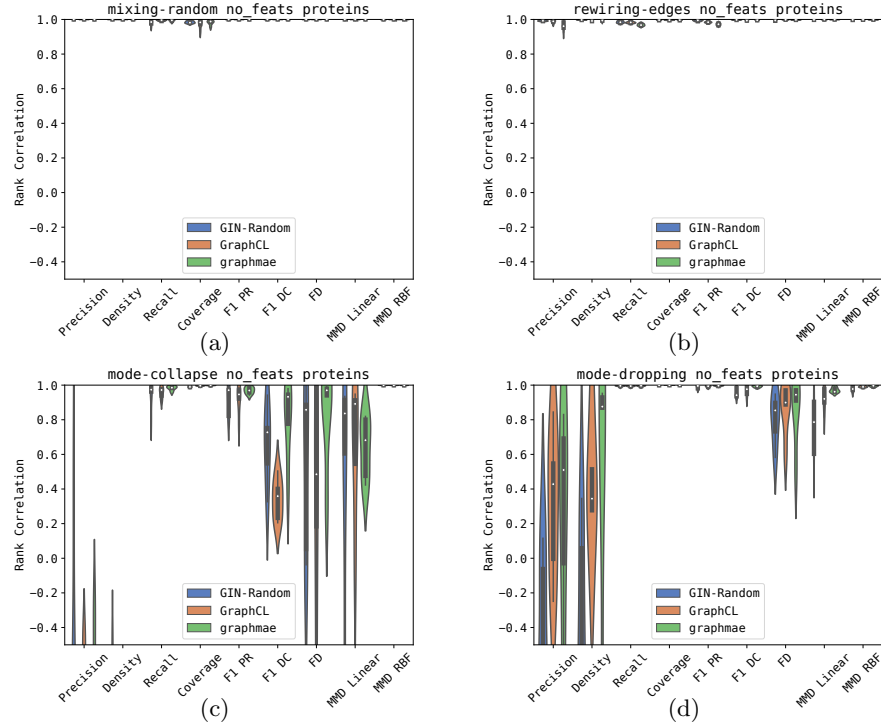 mixing-random no_feats proteins
1.0
0.8
0.6
0.4
0.2
0.0
−0.2
−0.4
Rank Correlation
GIN-Random
GraphCL
graphmae
Precision
Density
Recall
Coverage
F1 PR
F1 DC
FD
MMD Linear
MMD RBF
(a)
rewiring-edges no_feats proteins
1.0
0.8
0.6
0.4
0.2
0.0
−0.2
−0.4
Rank Correlation
GIN-Random
GraphCL
graphmae
Precision
Density
Recall
Coverage
F1 PR
F1 DC
FD
MMD Linear
MMD RBF
(b)
mode-collapse no_feats proteins
1.0
0.8
0.6
0.4
0.2
0.0
−0.2
−0.4
Rank Correlation
GIN-Random
GraphCL
graphmae
Precision
Density
Recall
Coverage
F1 PR
F1 DC
FD
MMD Linear
MMD RBF
(c)
mode-dropping no_feats proteins
1.0
0.8
0.6
0.4
0.2
0.0
−0.2
−0.4
Rank Correlation
GIN-Random
GraphCL
graphmae
Precision
Density
Recall
Coverage
F1 PR
F1 DC
FD
MMD Linear
MMD RBF
(d)